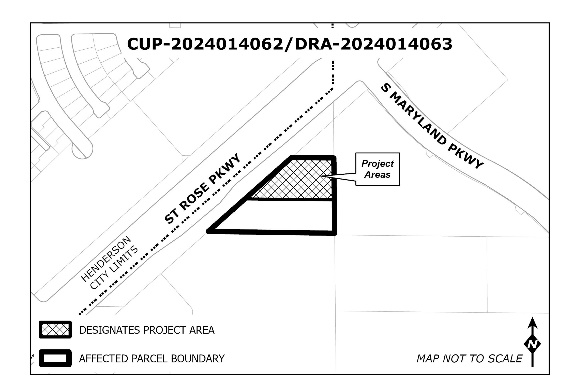 CUP-2024014062/DRA-2024014063
S MARYLAND PKWY
Project
Areas
ST ROSE PKWY
HENDERSON
CITY LIMITS
DESIGNATES PROJECT AREA
AFFECTED PARCEL BOUNDARY
MAP NOT TO SCALE
N